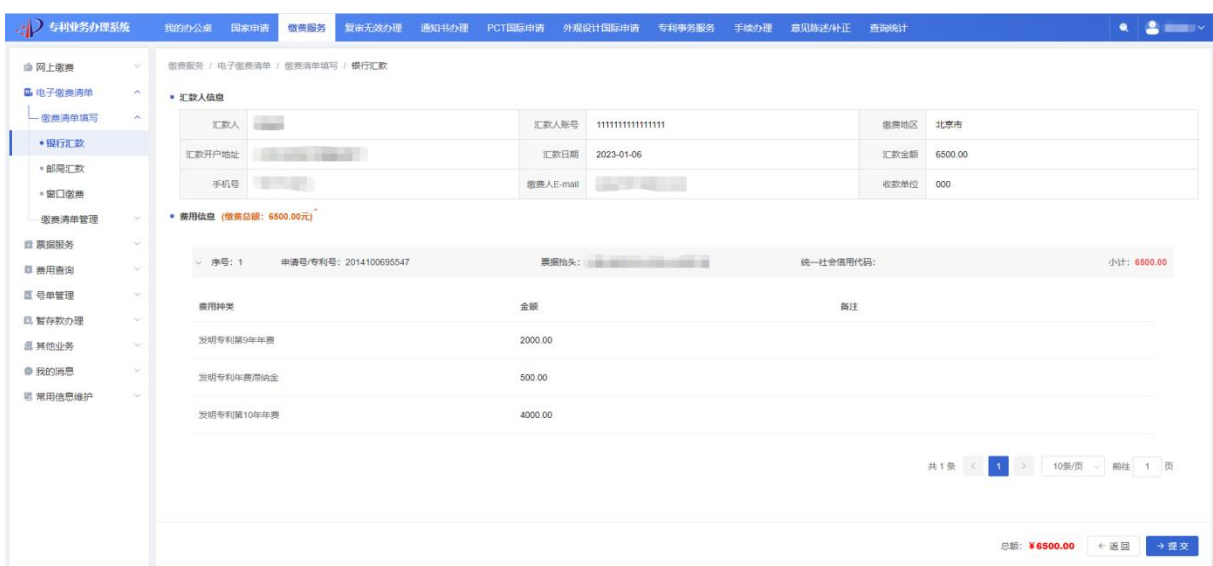 专利业务办理系统 我的办公桌 国家申请 缴费服务 复审无效办理 通知书办理 PCT国际申请 外观设计国际申请 专利事务服务 手续办理 意见陈述/补正 查询统计
网上缴费
电子缴费清单
缴费清单填写
银行汇款
邮局汇款
窗口缴费
缴费清单管理
票据服务
费用查询
号单管理
暂存款办理
其他业务
我的消息
常用信息维护
缴费服务 / 电子缴费清单 / 缴费清单填写 / 银行汇款
汇款人信息
汇款人 汇款人账号 1111111111111111 缴费地区 北京市
汇款开户地址 汇款日期 2023-01-06 汇款金额 6500.00
手机号 缴费人E-mail 收款单位 000
费用信息 (缴费总额: 6500.00元)
序号: 1 申请号/专利号: 2014100695547 票据抬头: 统一社会信用代码: 小计: 6500.00
费用种类 金额 备注
发明专利第9年年费 2000.00
发明专利年费滞纳金 500.00
发明专利第10年年费 4000.00
共 1 条 < 1 > 10条/页 前往 1 页
总额: ¥6500.00 ← 返回 → 提交